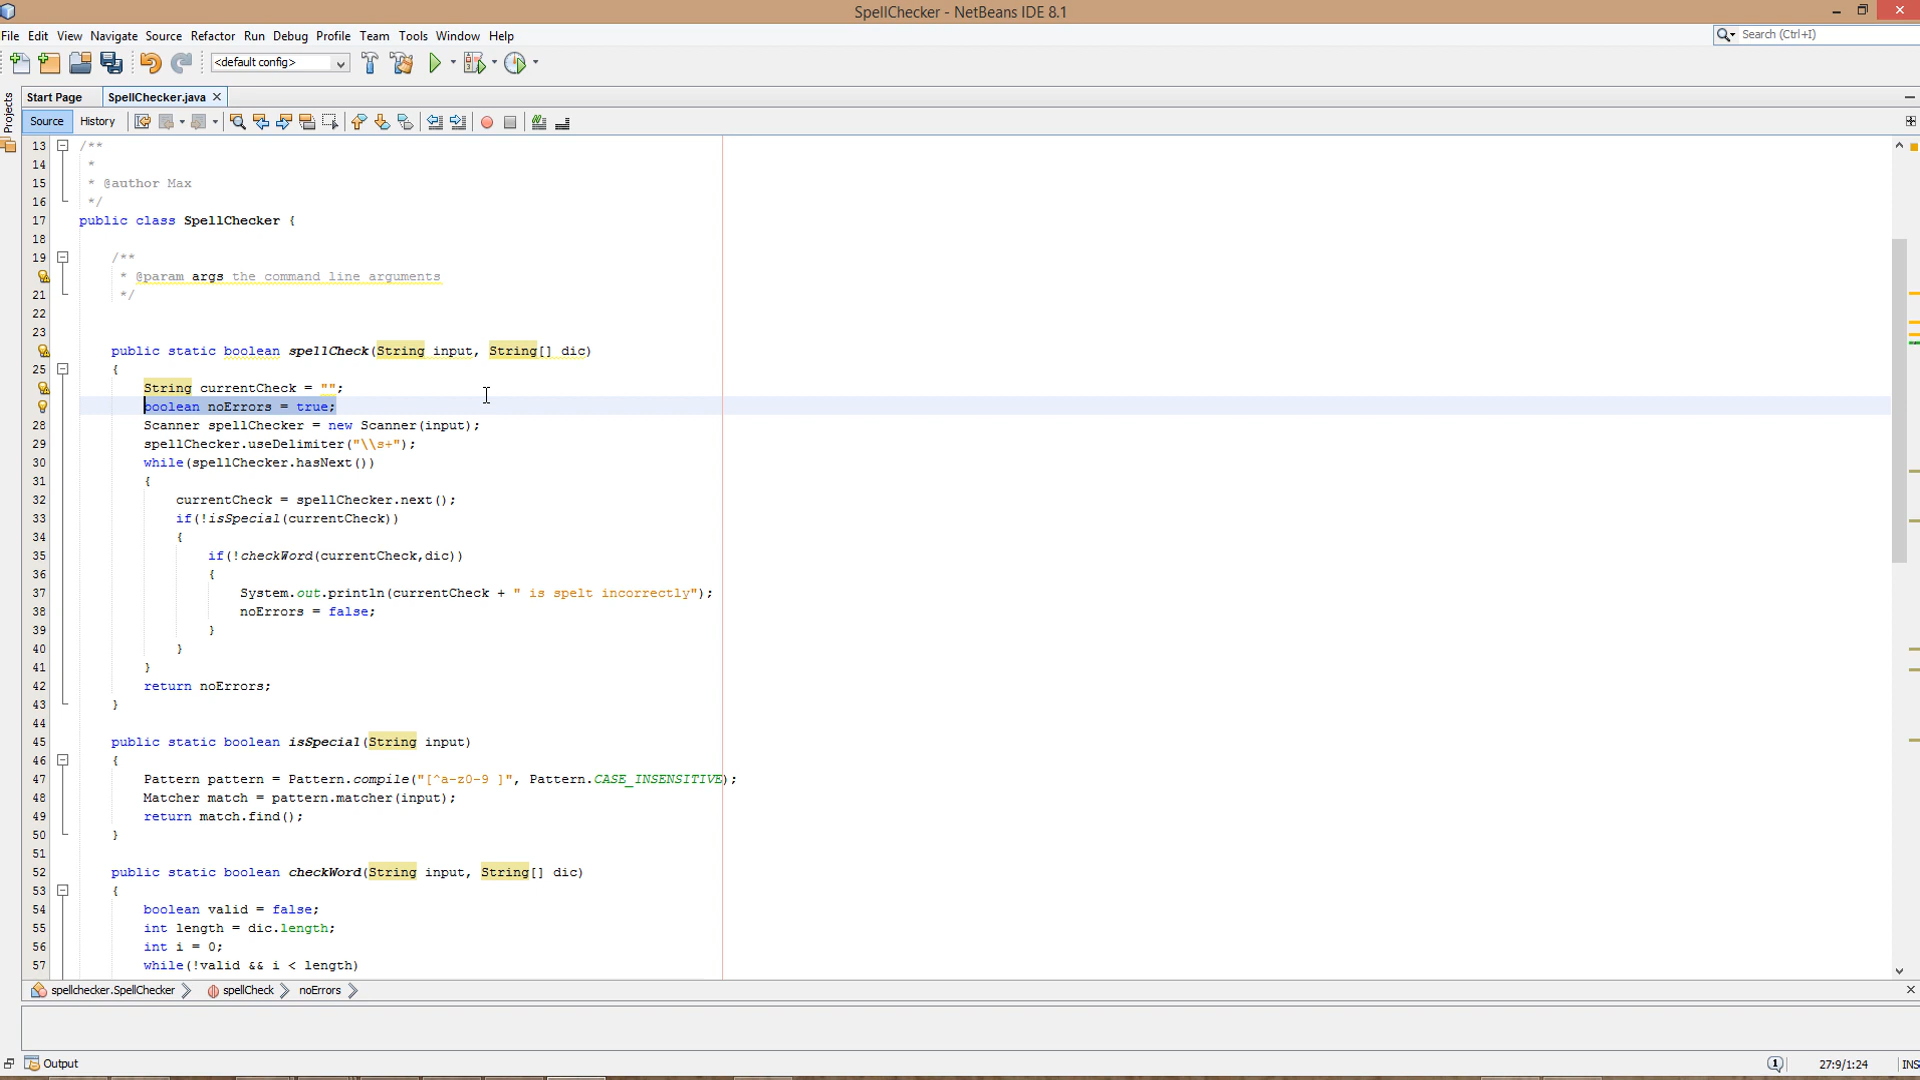 SpellChecker - NetBeans IDE 8.1
File Edit View Navigate Source Refactor Run Debug Profile Team Tools Window Help
Search (Ctrl+I)
<default config>
Projects
Start Page SpellChecker.java
Source History
13 /**
14 *
15 * @author Max
16 */
17 public class SpellChecker {
18
19 /**
* @param args the command line arguments
21 */
22
23
public static boolean spellCheck(String input, String[] dic)
25 {
String currentCheck = "";
boolean noErrors = true;
28 Scanner spellChecker = new Scanner(input);
29 spellChecker.useDelimiter("\\s+");
30 while(spellChecker.hasNext())
31 {
32 currentCheck = spellChecker.next();
33 if(!isSpecial(currentCheck))
34 {
35 if(!checkWord(currentCheck,dic))
36 {
37 System.out.println(currentCheck + " is spelt incorrectly");
38 noErrors = false;
39 }
40 }
41 }
42 return noErrors;
43 }
44
45 public static boolean isSpecial(String input)
46 {
47 Pattern pattern = Pattern.compile("[^a-z0-9 ]", Pattern.CASE_INSENSITIVE);
48 Matcher match = pattern.matcher(input);
49 return match.find();
50 }
51
52 public static boolean checkWord(String input, String[] dic)
53 {
54 boolean valid = false;
55 int length = dic.length;
56 int i = 0;
57 while(!valid && i < length)
spellchecker.SpellChecker spellCheck noErrors
Output
27:9/1:24 INS